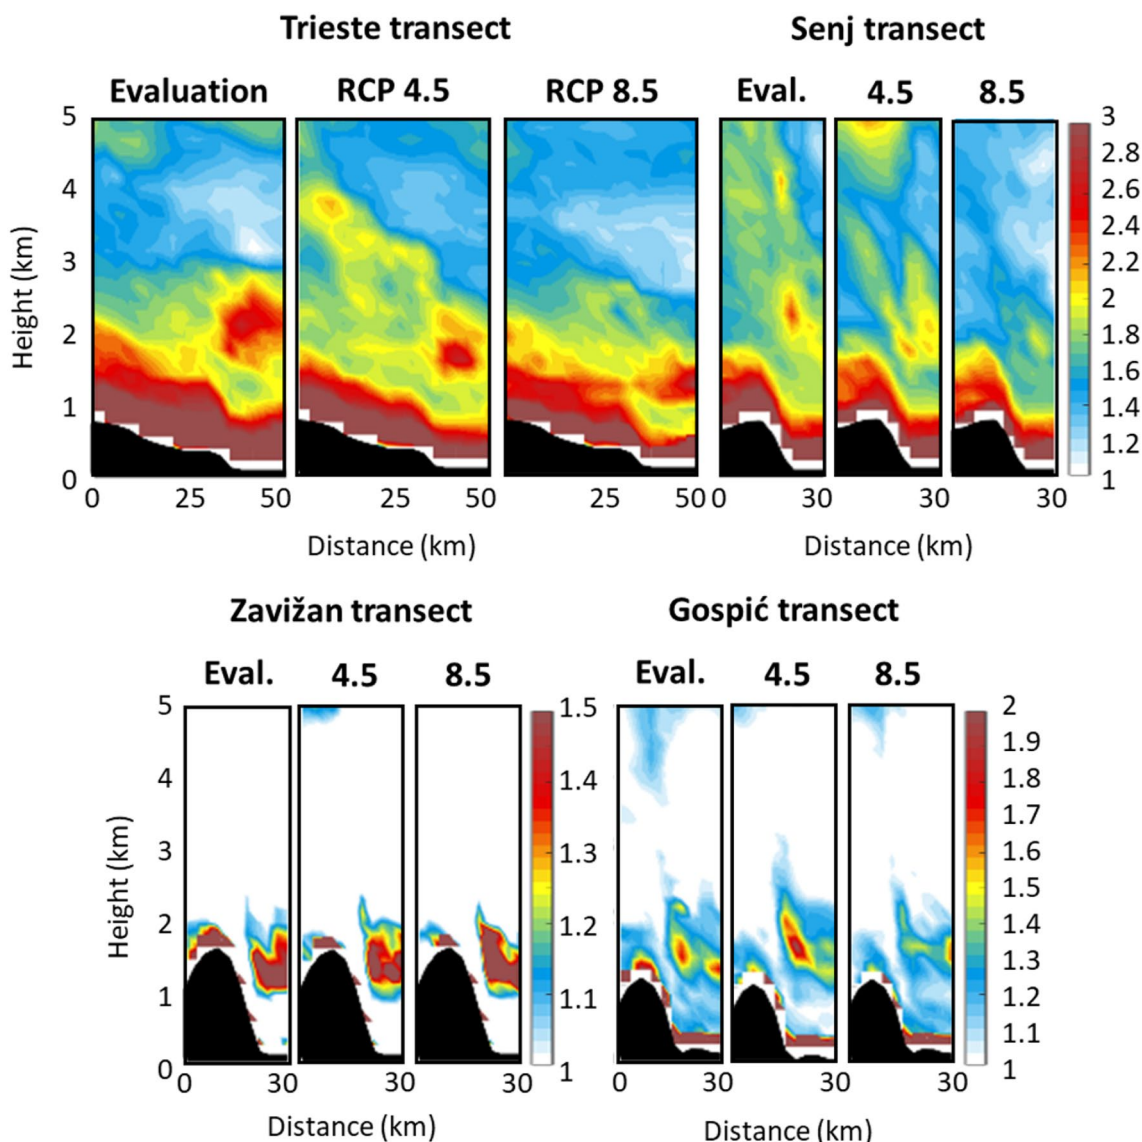 Trieste transect Senj transect
Evaluation RCP 4.5 RCP 8.5 Eval. 4.5 8.5
5 3
2.8
4 2.6
2.4
3 2.2
Height (km) 2
2 1.8
1.6
1 1.4
1.2
0 1
0 25 50 25 50 25 50 0 30 30 30
Distance (km) Distance (km)
Zavižan transect Gospić transect
Eval. 4.5 8.5 Eval. 4.5 8.5
5 1.5 2
1.9
4 1.4 1.8
1.7
3 1.3 1.6
Height (km) 1.5
2 1.2 1.4
1.3
1 1.1 1.2
1.1
0 1 1
0 30 30 0 30 30
Distance (km) Distance (km)